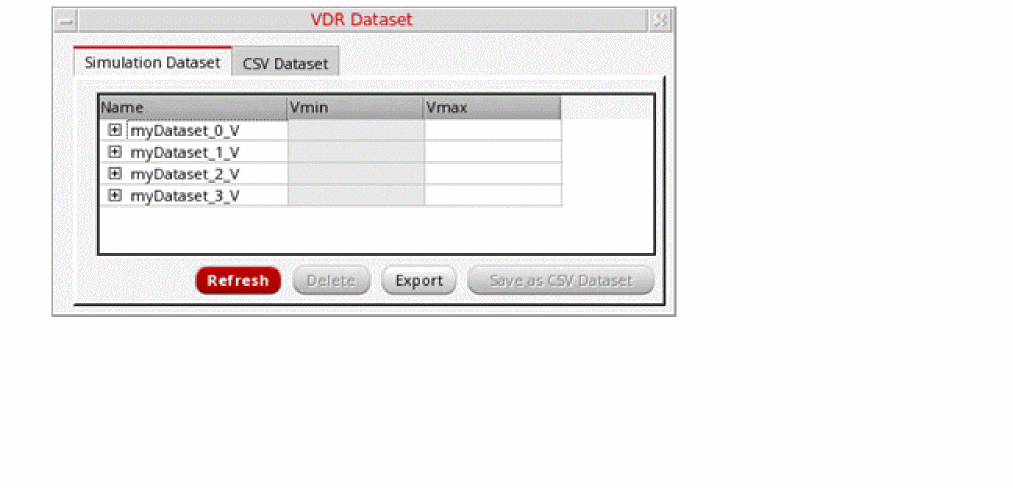 VDR Dataset
Simulation Dataset CSV Dataset
Name Vmin Vmax
myDataset_0_V
myDataset_1_V
myDataset_2_V
myDataset_3_V
Refresh Delete Export Save as CSV Dataset